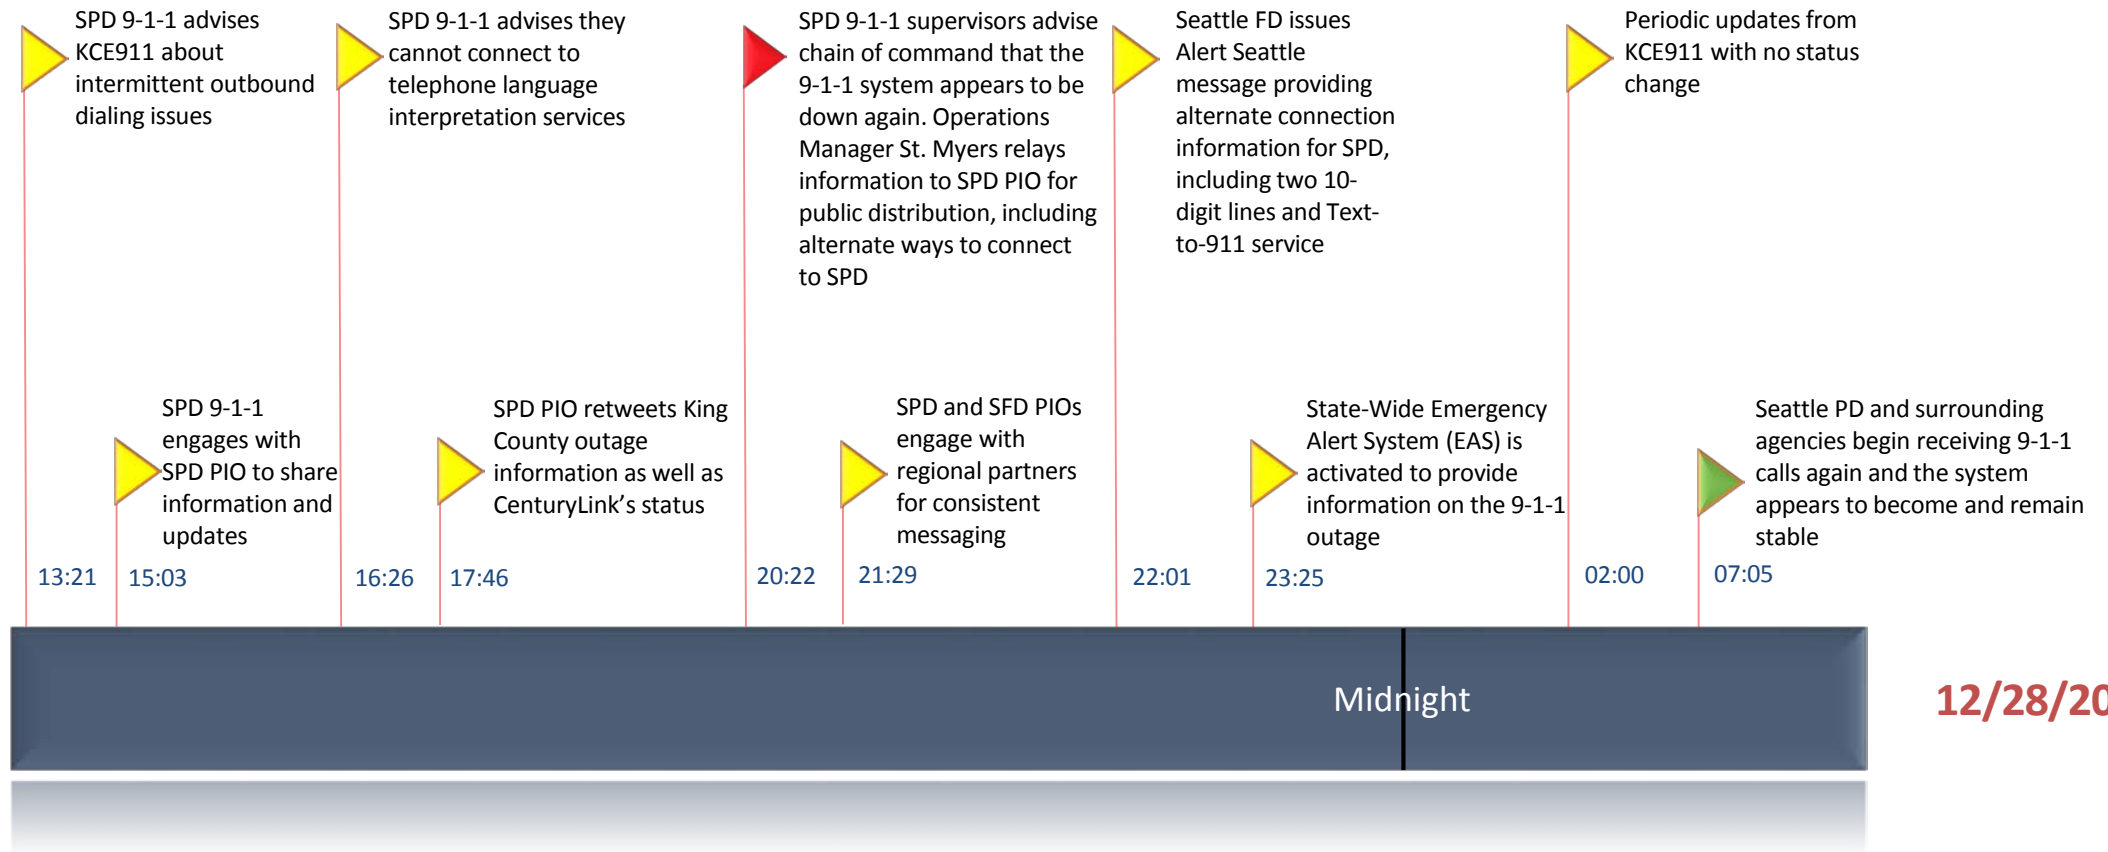 SPD 9-1-1 advises
KCE911 about
intermittent outbound
dialing issues
SPD 9-1-1 advises they
cannot connect to
telephone language
interpretation services
SPD 9-1-1 supervisors advise
chain of command that the
9-1-1 system appears to be
down again. Operations
Manager St. Myers relays
information to SPD PIO for
public distribution, including
alternate ways to connect
to SPD
Seattle FD issues
Alert Seattle
message providing
alternate connection
information for SPD,
including two 10-
digit lines and Text-
to-911 service
Periodic updates from
KCE911 with no status
change
SPD 9-1-1
engages with
SPD PIO to share
information and
updates
SPD PIO retweets King
County outage
information as well as
CenturyLink’s status
SPD and SFD PIOs
engage with
regional partners
for consistent
messaging
State-Wide Emergency
Alert System (EAS) is
activated to provide
information on the 9-1-1
outage
Seattle PD and surrounding
agencies begin receiving 9-1-1
calls again and the system
appears to become and remain
stable
13:21
15:03
16:26
17:46
20:22
21:29
22:01
23:25
02:00
07:05
Midnight
12/28/20